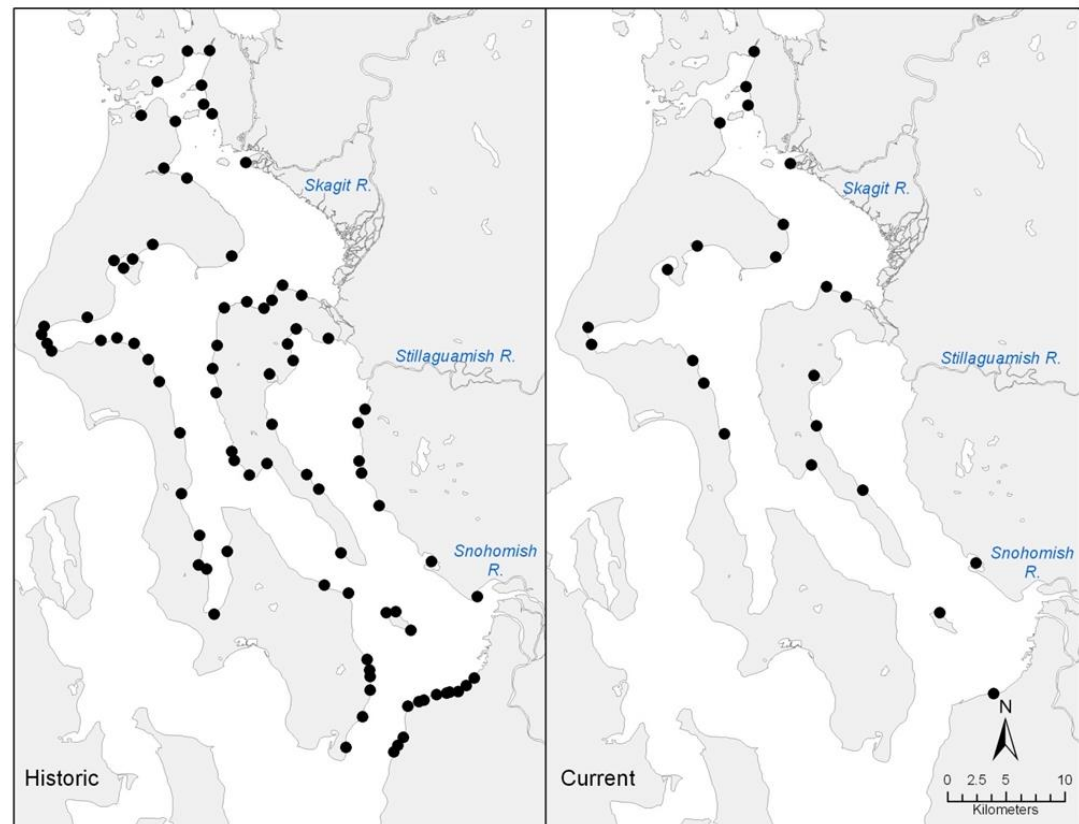 Skagit R.
Stillaguamish R.
Snohomish
R.
Historic
Skagit R.
Stillaguamish R.
Snohomish
R.
N
Current
0 2.5 5 10
Kilometers